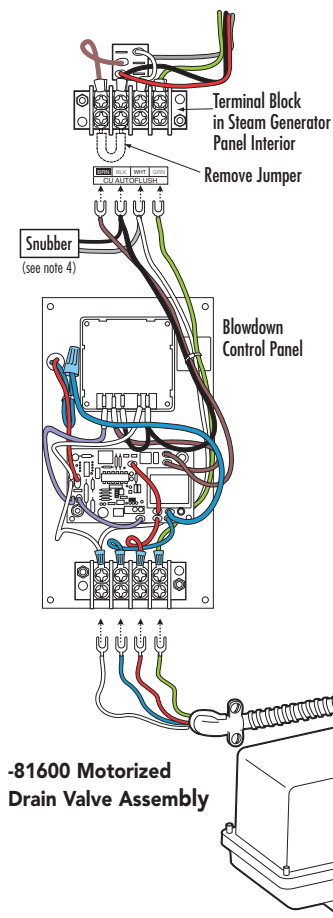 Terminal Block
in Steam Generator
Panel Interior
Remove Jumper
BRN BLK WHT GRN
CU AUTOFLUSH
Snubber
(see note 4)
Blowdown
Control Panel
-81600 Motorized
Drain Valve Assembly